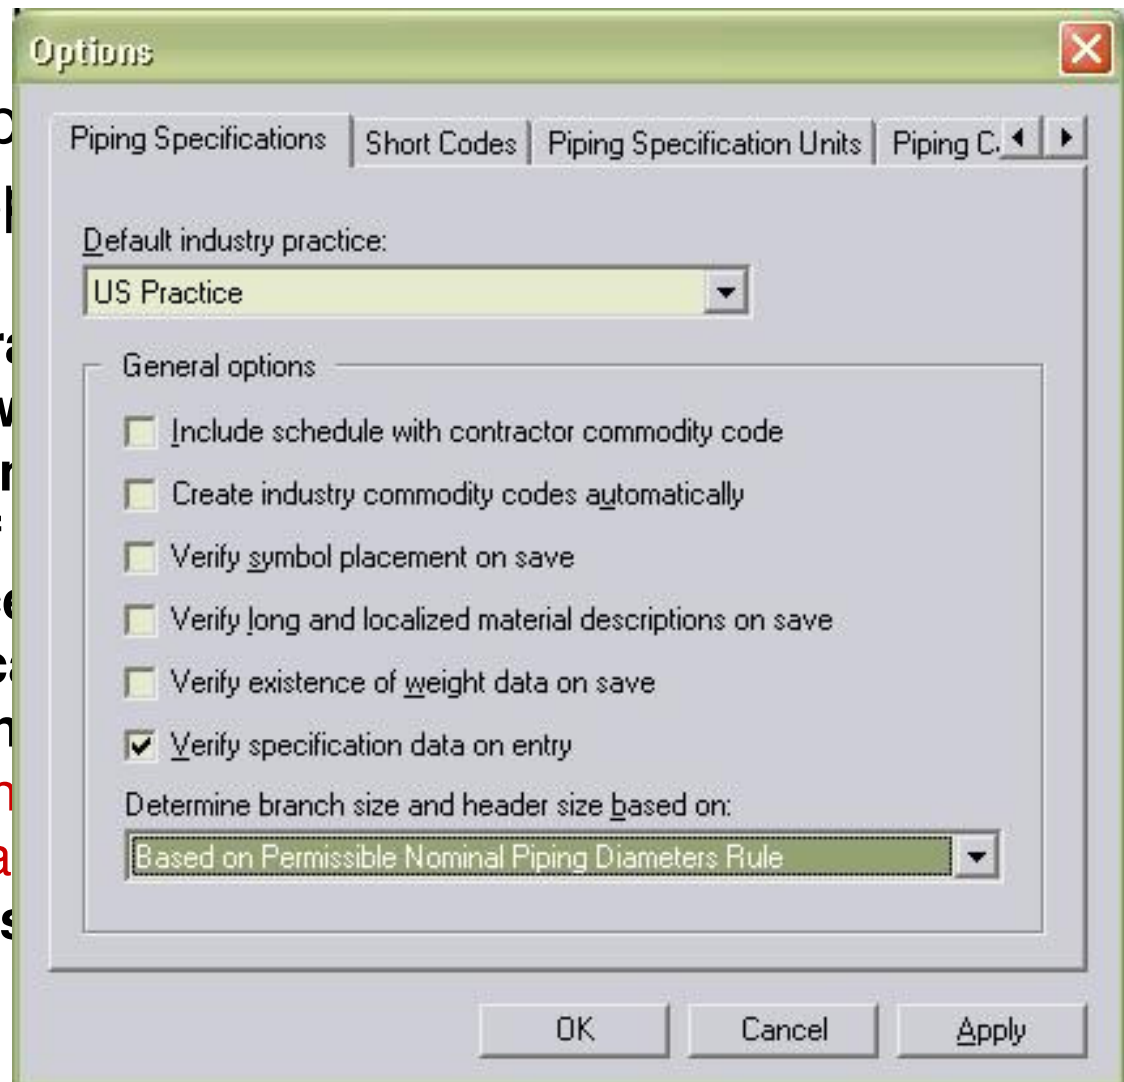 Options
Piping Specifications Short Codes Piping Specification Units Piping C
Default industry practice:
US Practice
General options
Include schedule with contractor commodity code
Create industry commodity codes automatically
Verify symbol placement on save
Verify long and localized material descriptions on save
Verify existence of weight data on save
Verify specification data on entry
Determine branch size and header size based on:
Based on Permissible Nominal Piping Diameters Rule
OK Cancel Apply